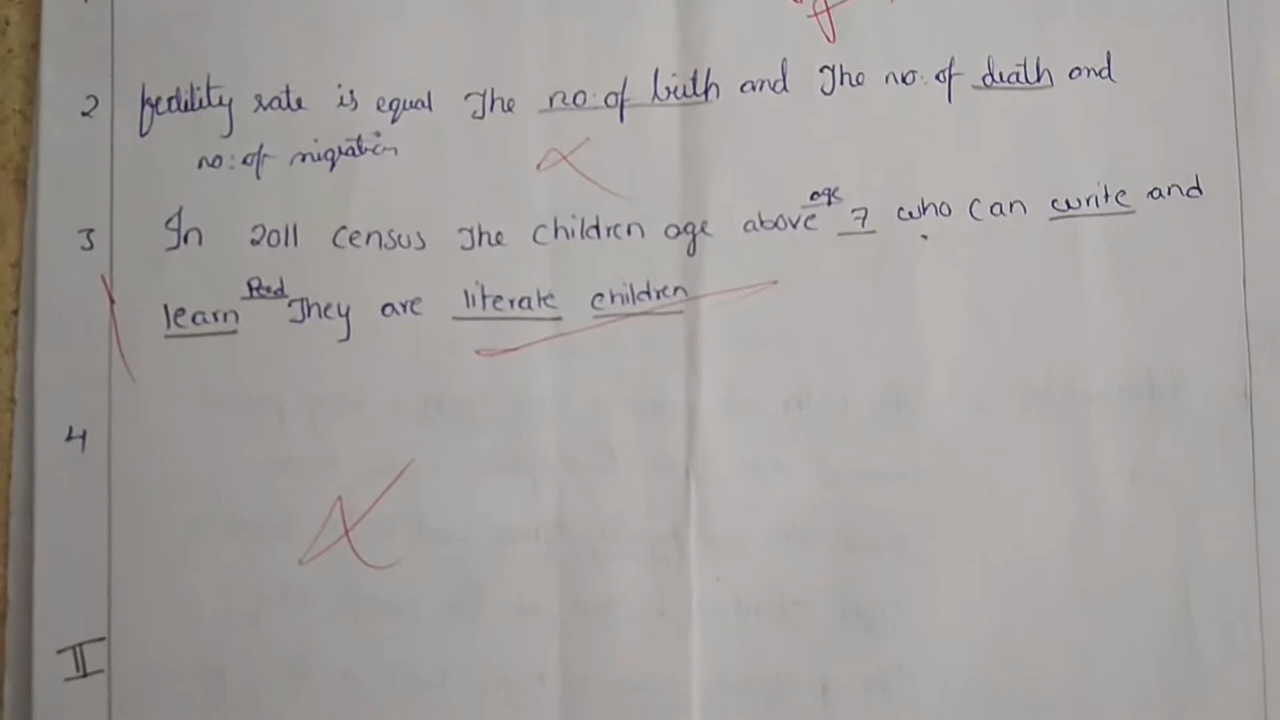 2 fedility rate is equal The no. of birth and The no. of death and
no: of migration
3 In 2011 census The children age above age 7 who can write and
learn Read They are literate children
4
II